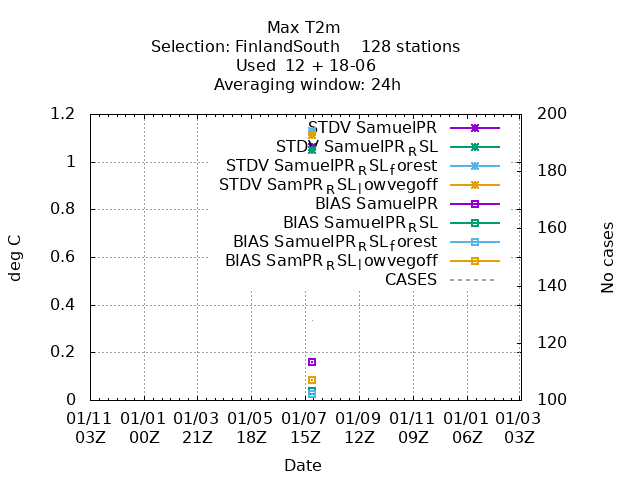 Max T2m
Selection: FinlandSouth    128 stations
Used  12 + 18-06
Averaging window: 24h
1.2
1
0.8
0.6
0.4
0.2
0
deg C
200
180
160
140
120
100
No cases
STDV SamuelPR
STDV SamuelPR_RSL
STDV SamuelPR_RSL_forest
STDV SamPR_RSL_lowvegoff
BIAS SamuelPR
BIAS SamuelPR_RSL
BIAS SamuelPR_RSL_forest
BIAS SamPR_RSL_lowvegoff
CASES
01/11 01/01 01/03 01/05 01/07 01/09 01/11 01/01 01/03
03Z 00Z 21Z 18Z 15Z 12Z 09Z 06Z 03Z
Date